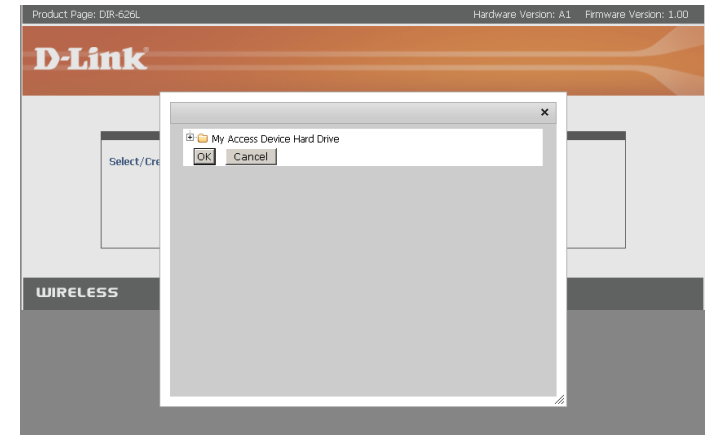 Product Page: DIR-626L Hardware Version: A1 Firmware Version: 1.00
D-Link
×
My Access Device Hard Drive
Select/Cre
OK Cancel
WIRELESS